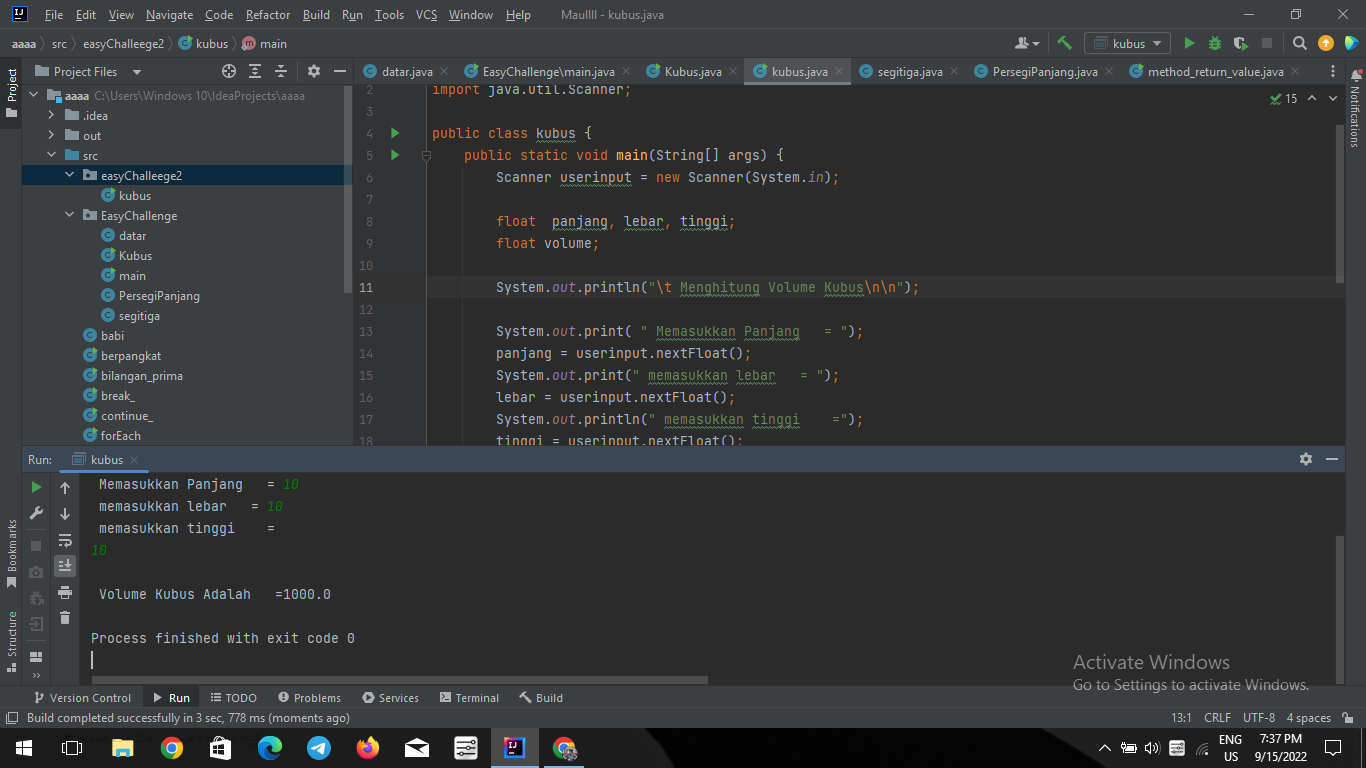 File Edit View Navigate Code Refactor Build Run Tools VCS Window Help Maullll - kubus.java
aaaa src easyChalleege2 kubus main kubus
Project Project Files datar.java EasyChallenge\main.java Kubus.java kubus.java segitiga.java PersegiPanjang.java method_return_value.java
Notifications
aaaa C:\Users\Windows 10\IdeaProjects\aaaa
.idea
out
src
easyChalleege2
kubus
EasyChallenge
datar
Kubus
main
PersegiPanjang
segitiga
babi
berpangkat
bilangan_prima
break_
continue_
forEach
15
2 import java.util.Scanner;
3
4 public class kubus {
5 public static void main(String[] args) {
6 Scanner userinput = new Scanner(System.in);
7
8 float  panjang, lebar, tinggi;
9 float volume;
10
11 System.out.println("\t Menghitung Volume Kubus\n\n");
12
13 System.out.print( " Memasukkan Panjang   = ");
14 panjang = userinput.nextFloat();
15 System.out.print(" memasukkan lebar   = ");
16 lebar = userinput.nextFloat();
17 System.out.println(" memasukkan tinggi    =");
18 tinggi = userinput.nextFloat();
Run: kubus
Memasukkan Panjang   = 10
memasukkan lebar   = 10
memasukkan tinggi    =
10
Volume Kubus Adalah   =1000.0
Process finished with exit code 0
Bookmarks
Structure
Activate Windows
Go to Settings to activate Windows.
Version Control Run TODO Problems Services Terminal Build
Build completed successfully in 3 sec, 778 ms (moments ago) 13:1 CRLF UTF-8 4 spaces
ENG 7:37 PM
US 9/15/2022